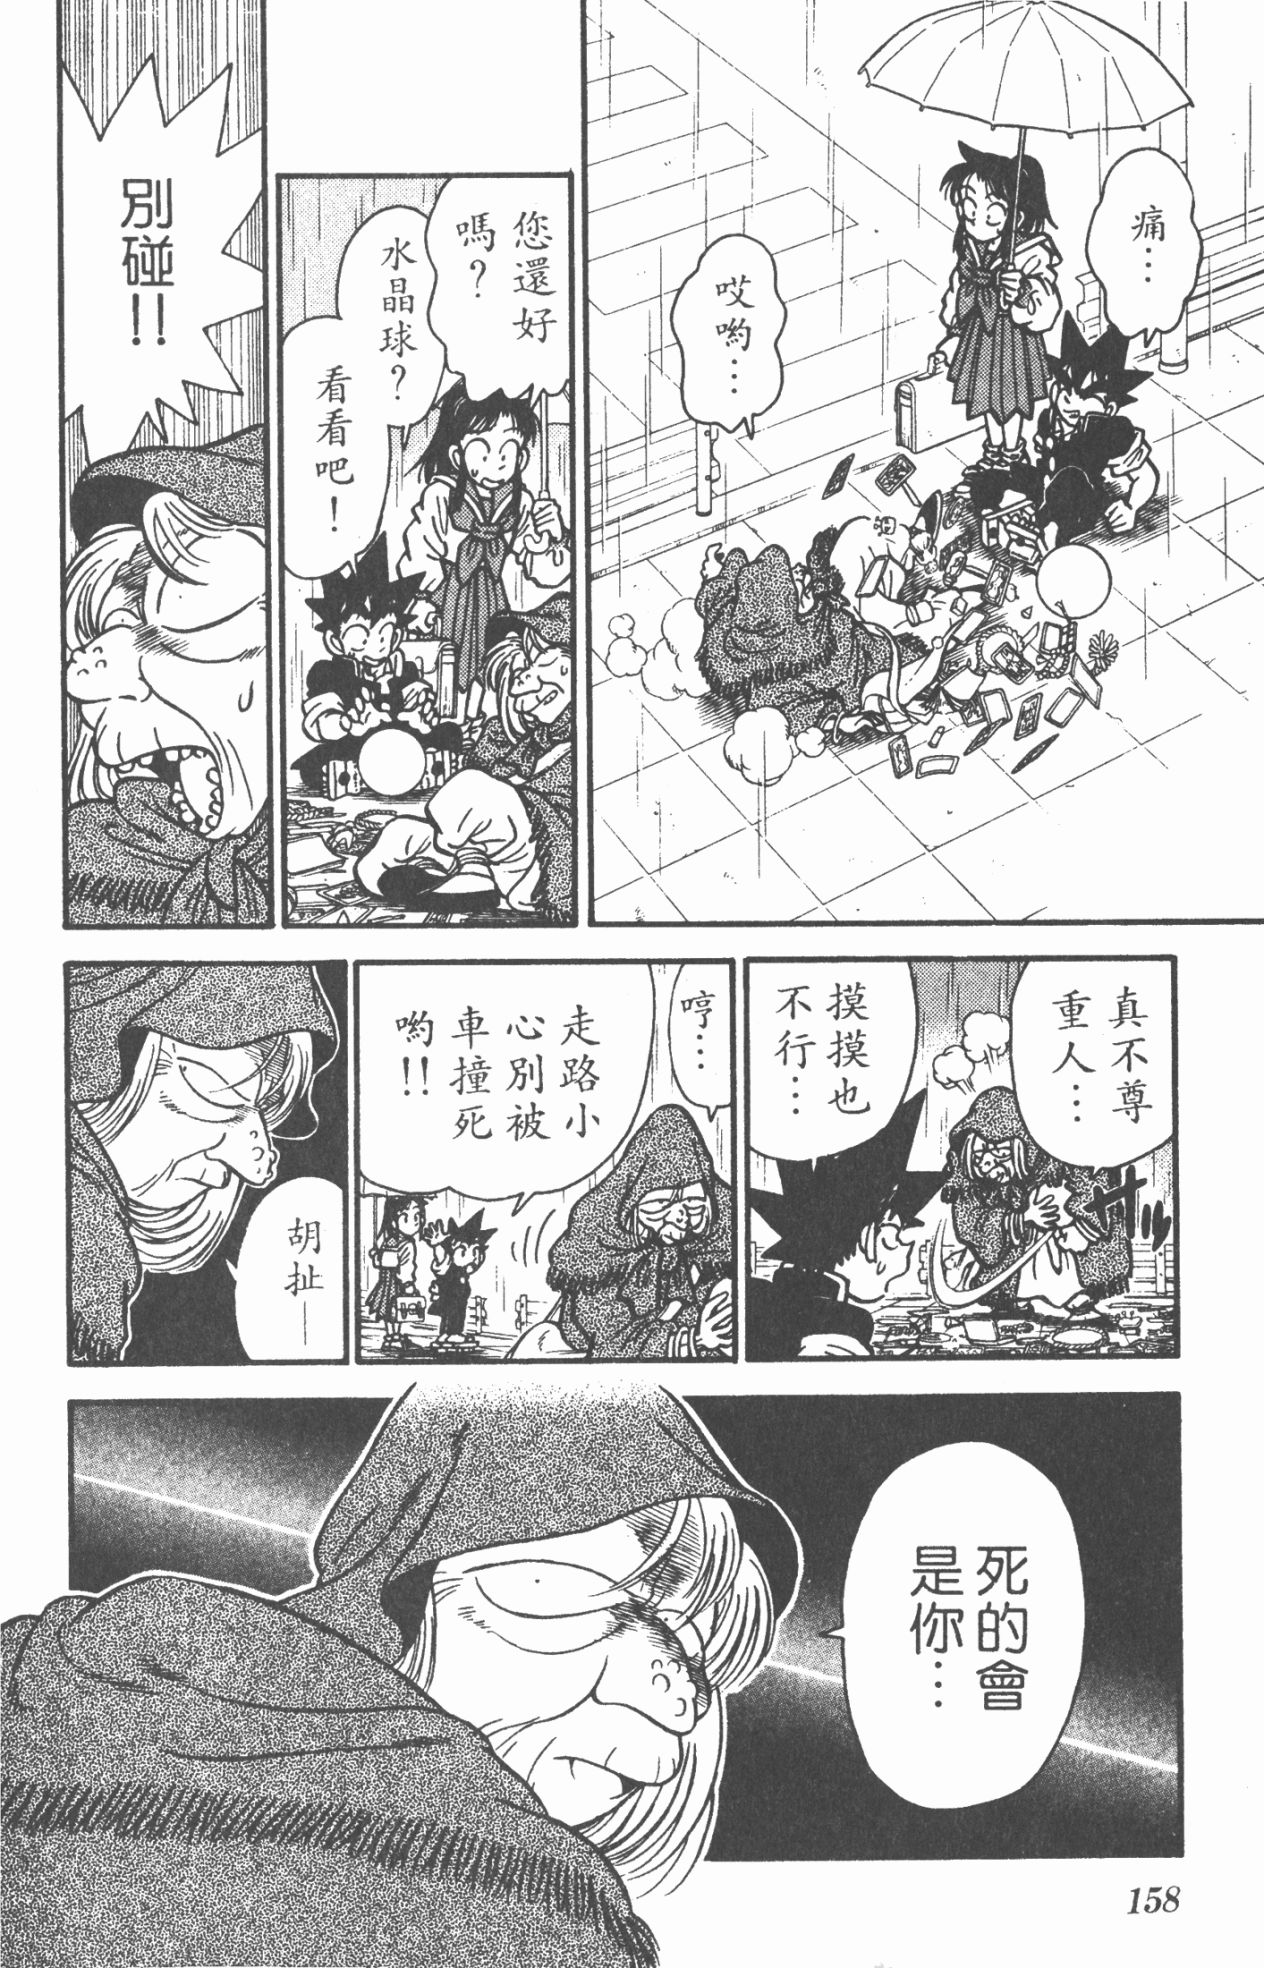 痛…
哎喲…
您還好
嗎？
水晶球？
看看吧！
別碰!!
真不尊
重人…
ガッ
摸摸也
不行…
哼…
走路小
心別被
車撞死
喲!!
胡扯—
死的會
是你…
158